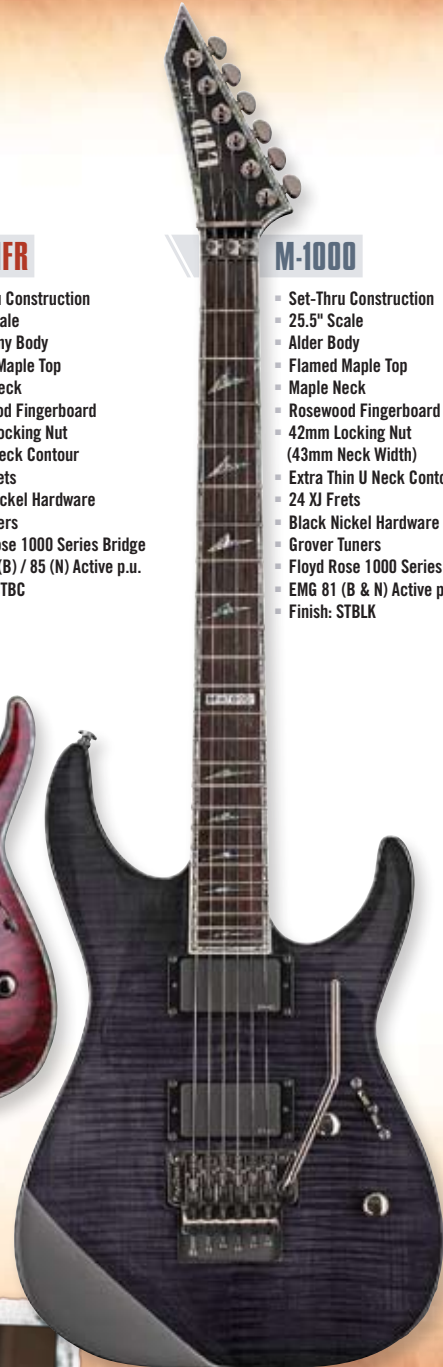 FR
Construction
ale
ny Body
Maple Top
eck
od Fingerboard
ocking Nut
eck Contour
ets
ckel Hardware
ers
ose 1000 Series Bridge
(B) / 85 (N) Active p.u.
TBC
LTD
M-1000
Set-Thru Construction
25.5" Scale
Alder Body
Flamed Maple Top
Maple Neck
Rosewood Fingerboard
42mm Locking Nut
(43mm Neck Width)
Extra Thin U Neck Conto
24 XJ Frets
Black Nickel Hardware
Grover Tuners
Floyd Rose 1000 Series
EMG 81 (B & N) Active p
Finish: STBLK
M-1000